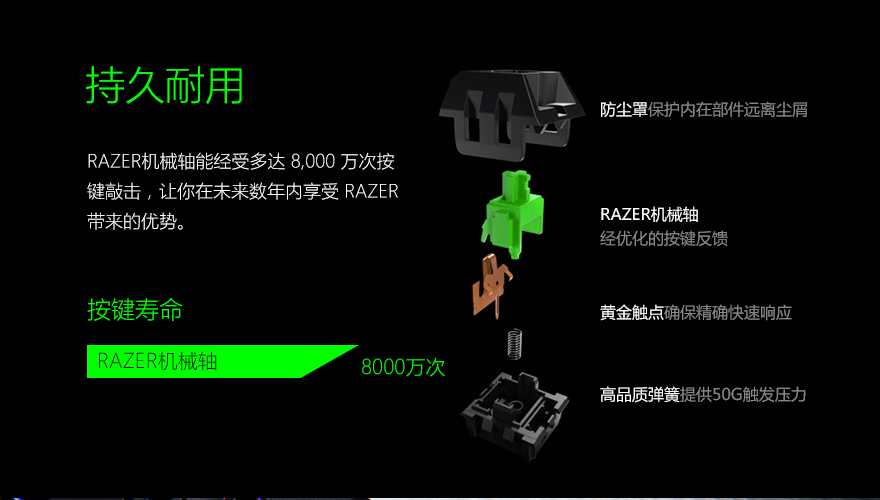 持久耐用
RAZER机械轴能经受多达 8,000 万次按
键敲击，让你在未来数年内享受 RAZER
带来的优势。
按键寿命
RAZER机械轴
8000万次
防尘罩保护内在部件远离尘屑
RAZER机械轴
经优化的按键反馈
黄金触点确保精确快速响应
高品质弹簧提供50G触发压力